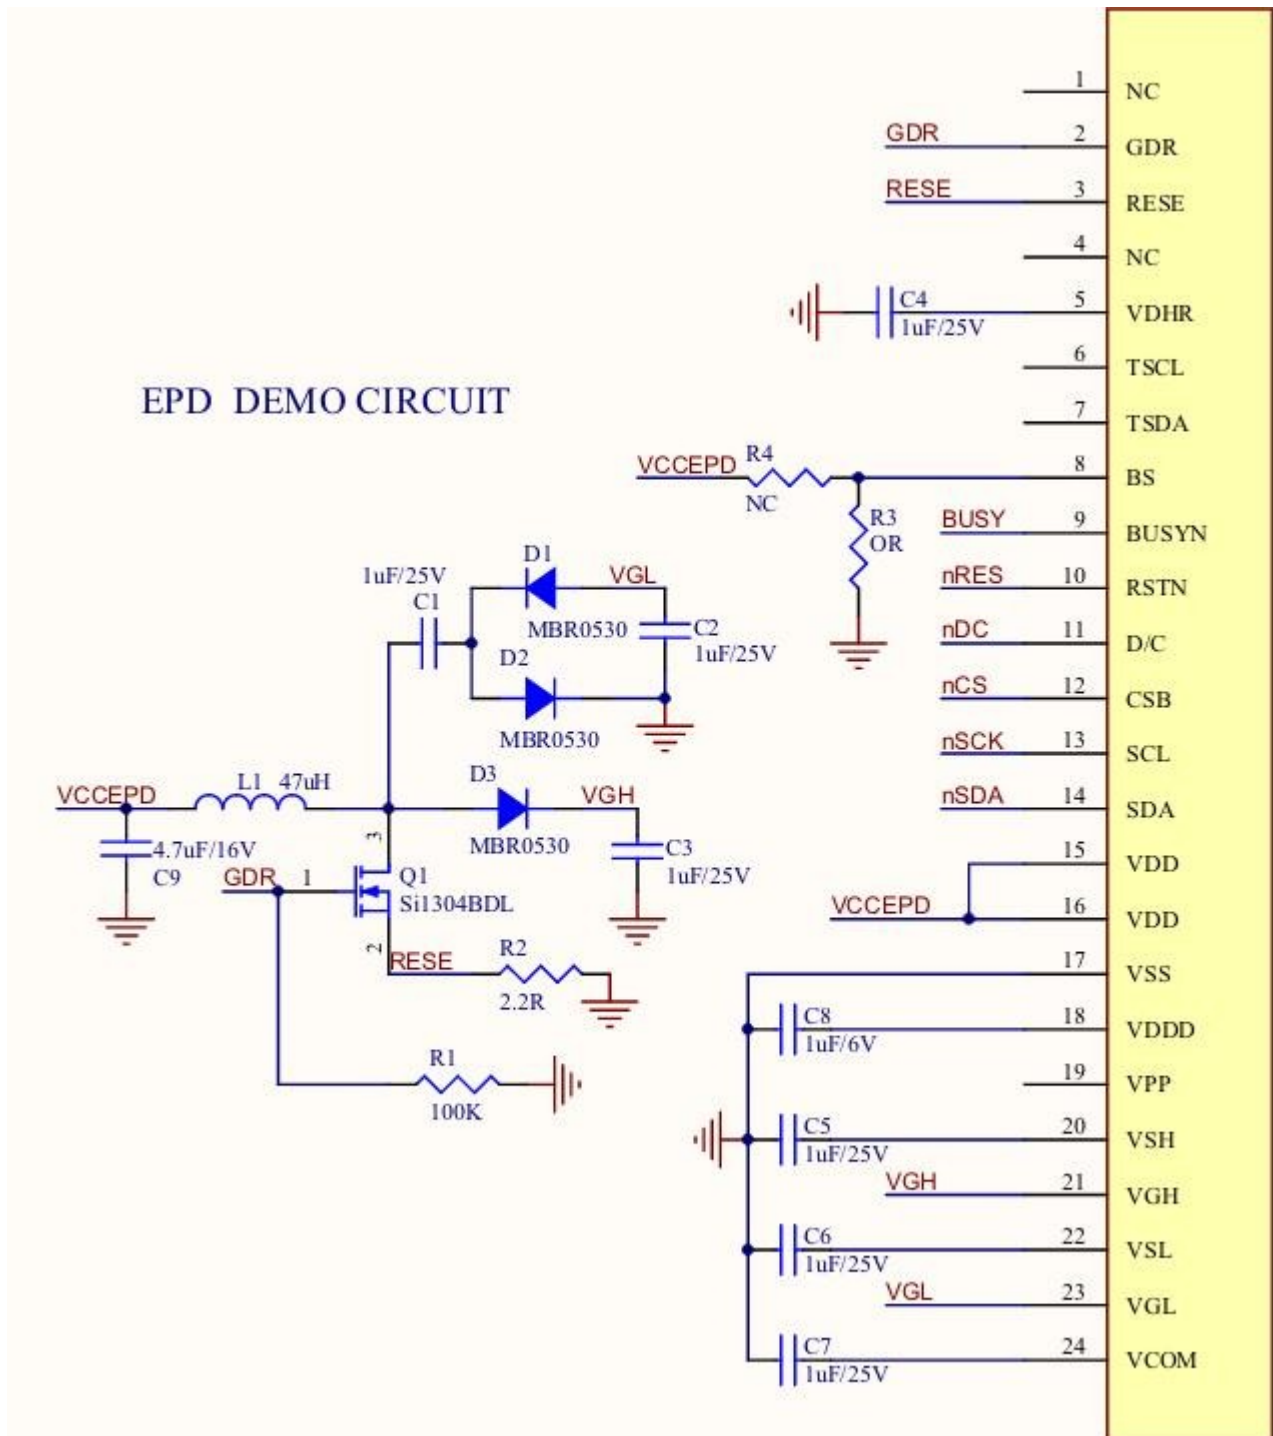 1 NC
GDR 2 GDR
RESE 3 RESE
4 NC
C4 5 VDHR
1uF/25V
6 TSCL
EPD DEMO CIRCUIT
7 TSDA
R4
VCCEPD 8 BS
NC
R3
OR
BUSY 9 BUSYN
D1
1uF/25V VGL nRES 10 RSTN
C1
MBR0530 C2
1uF/25V
nDC 11 D/C
D2
nCS 12 CSB
MBR0530
nSCK 13 SCL
L1 47uH D3
VCCEPD VGH nSDA 14 SDA
3
4.7uF/16V MBR0530 C3
1uF/25V
C9
15 VDD
GDR 1 Q1
Si1304BDL
VCCEPD 16 VDD
2
RESE R2
2.2R
17 VSS
C8 18 VDDD
1uF/6V
R1
100K
19 VPP
C5 20 VSH
1uF/25V
VGH 21 VGH
C6 22 VSL
1uF/25V
VGL 23 VGL
C7 24 VCOM
1uF/25V